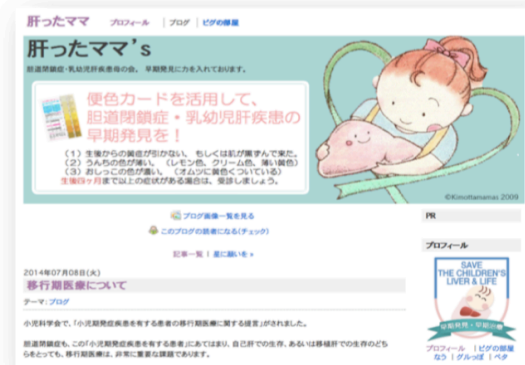 肝ったママ プロフィール | ブログ | ピグの部屋
肝ったママ's
胆道閉鎖症・乳幼児肝疾患母の会。 早期発見に力を入れております。
便色カードを活用して、
胆道閉鎖症・乳幼児肝疾患の
早期発見を！
（１）生後からの黄疸が引かない、もしくは肌が黒ずんで来た。
（２）うんちの色が薄い。（レモン色、クリーム色、薄い黄色）
（３）おしっこの色が濃い。（オムツに黄色くついている）
生後四ヶ月まで以上の症状がある場合は、受診しましょう。
©Kimottamamas 2009
ブログ画像一覧を見る
このブログの読者になる(チェック)
記事一覧 | 星に願いを »
PR
プロフィール
SAVE
THE CHILDREN'S
LIVER & LIFE
早期発見・早期治療
プロフィール | ピグの部屋
なう | グルっぽ | ペタ
2014年07月08日(火)
移行期医療について
テーマ：ブログ
小児科学会で、「小児期発症疾患を有する患者の移行期医療に関する提言」がされました。
胆道閉鎖症も、この「小児期発症疾患を有する患者」にあてはまり、自己肝での生存、あるいは移植肝での生存のどち
らをとっても、移行期医療は、非常に重要な課題であります。